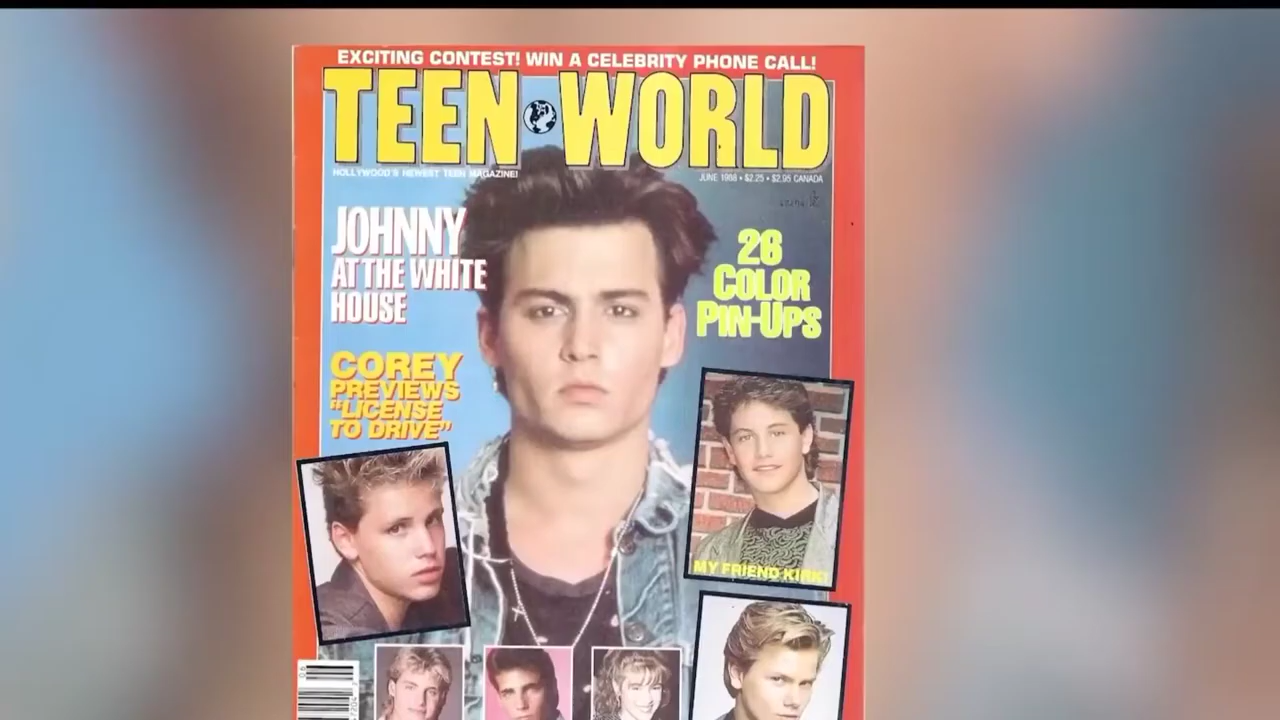 EXCITING CONTEST! WIN A CELEBRITY PHONE CALL!
TEEN WORLD
HOLLYWOOD'S NEWEST TEEN MAGAZINE!
JUNE 1988 • $2.25 • $2.95 CANADA
JOHNNY
AT THE WHITE
HOUSE
26
COLOR
PIN-UPS
COREY
PREVIEWS
"LICENSE
TO DRIVE"
MY FRIEND KIRK!